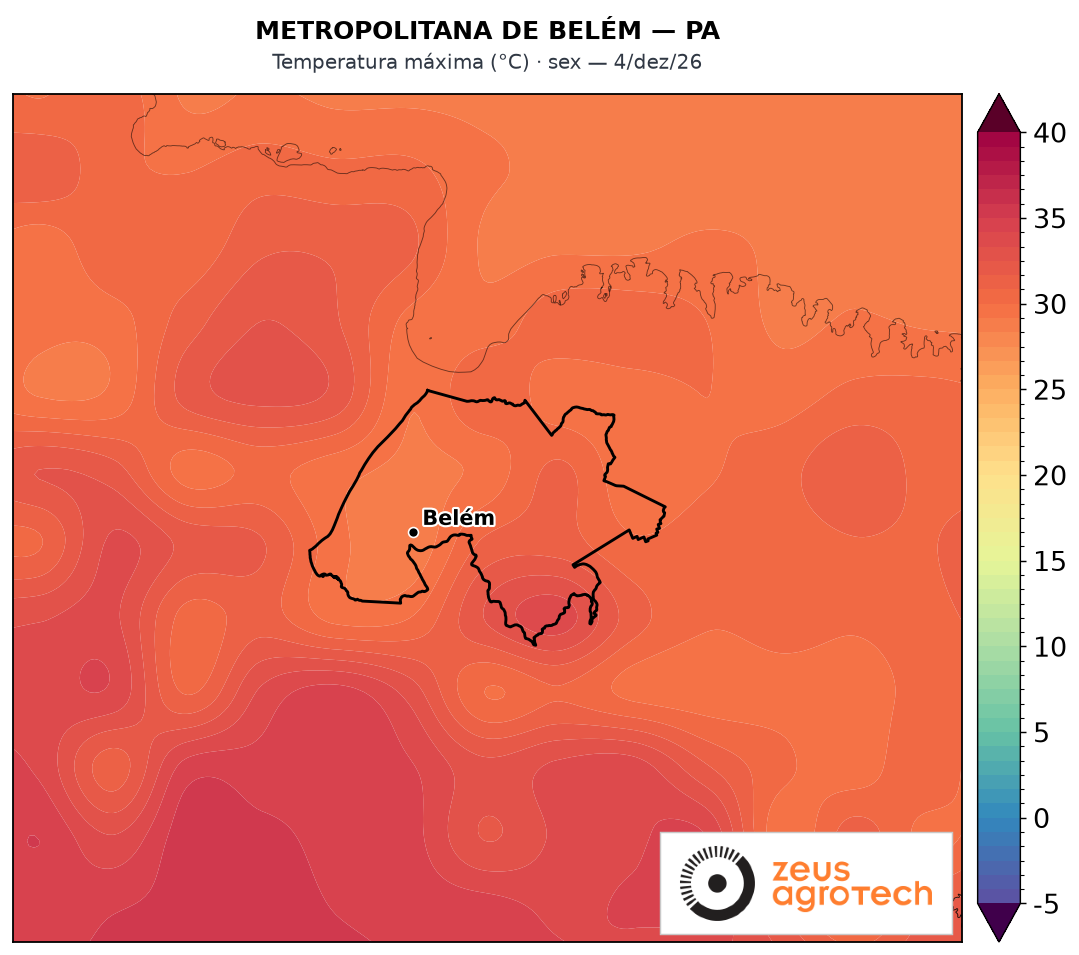 METROPOLITANA DE BELÉM — PA
Temperatura máxima (°C) · sex — 4/dez/26
40
35
30
25
20
15
10
5
0
-5
Belém
zeus
agrotech